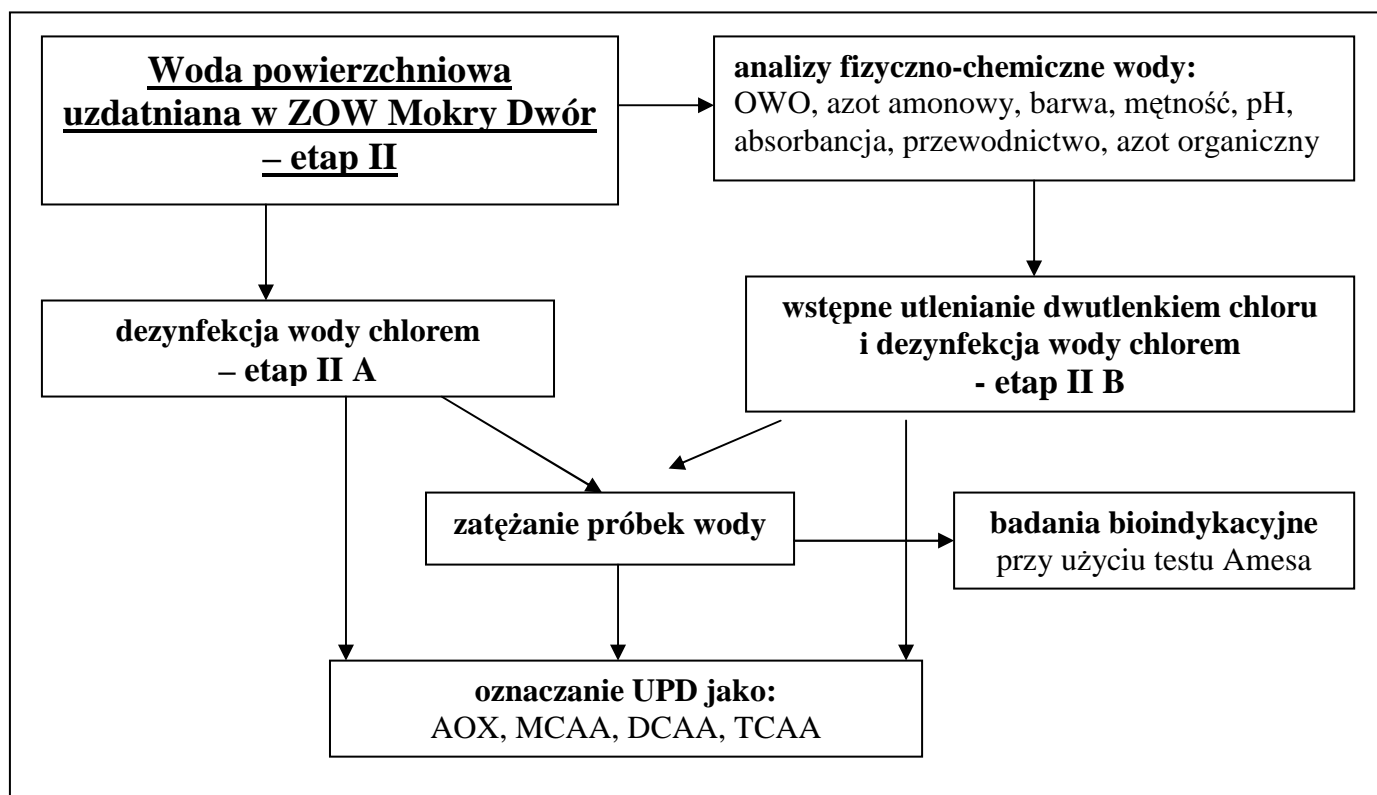 Woda powierzchniowa
uzdatniana w ZOW Mokry Dwór
– etap II
analizy fizyczno-chemiczne wody:
OWO, azot amonowy, barwa, mętność, pH,
absorbancja, przewodnictwo, azot organiczny
dezynfekcja wody chlorem
– etap II A
wstępne utlenianie dwutlenkiem chloru
i dezynfekcja wody chlorem
- etap II B
zatężanie próbek wody
badania bioindykacyjne
przy użyciu testu Amesa
oznaczanie UPD jako:
AOX, MCAA, DCAA, TCAA